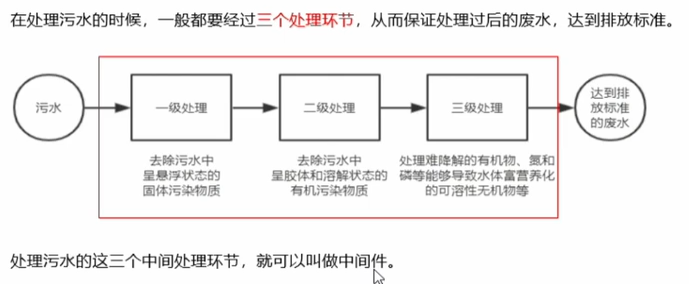 在处理污水的时候，一般都要经过三个处理环节，从而保证处理过后的废水，达到排放标准。
污水
一级处理
二级处理
三级处理
达到排
放标准
的废水
去除污水中
呈悬浮状态的
固体污染物质
去除污水中
呈胶体和溶解状态的
有机污染物质
处理难降解的有机物、氮和
磷等能够导致水体富营养化
的可溶性无机物等
处理污水的这三个中间处理环节，就可以叫做中间件。